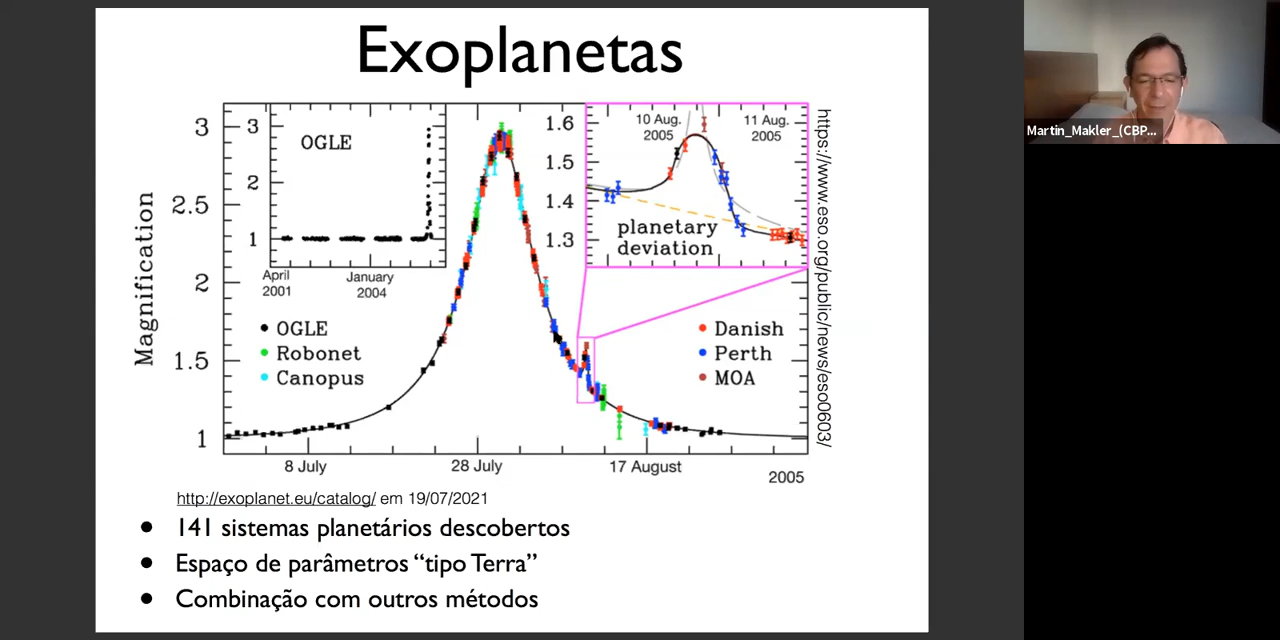 Exoplanetas
Magnification
3
2.5
2
1.5
1
OGLE
3
2
1
April
2001
January
2004
1.6
1.5
1.4
1.3
10 Aug.
2005
11 Aug.
2005
planetary
deviation
OGLE
Robonet
Canopus
Danish
Perth
MOA
8 July
28 July
17 August
2005
https://www.eso.org/public/news/eso0603/
http://exoplanet.eu/catalog/ em 19/07/2021
• 141 sistemas planetários descobertos
• Espaço de parâmetros “tipo Terra”
• Combinação com outros métodos
Martin_Makler_(CBP...